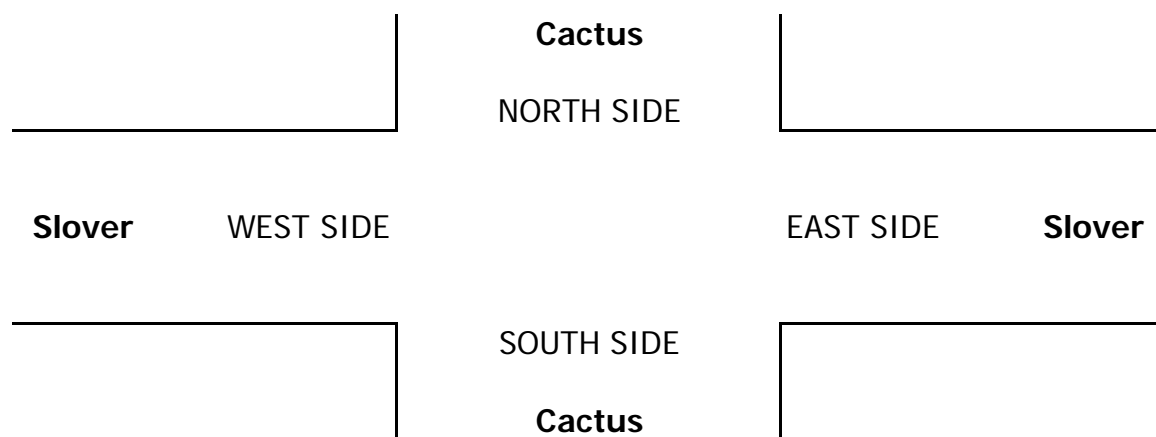 Cactus
NORTH SIDE
Slover WEST SIDE EAST SIDE Slover
SOUTH SIDE
Cactus